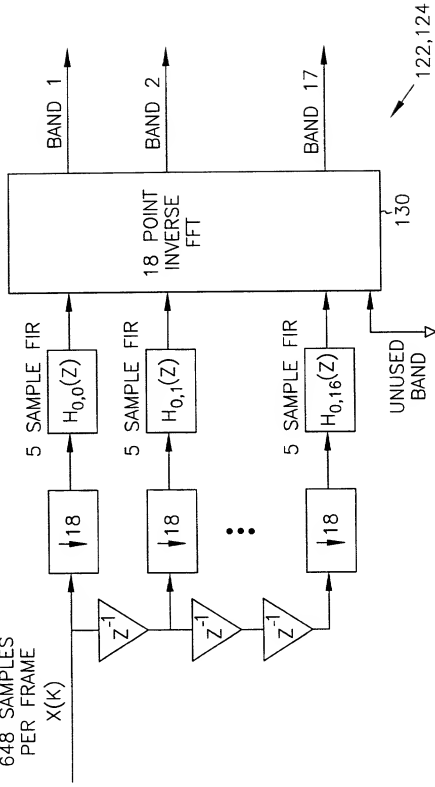 648 SAMPLES
PER FRAME
X(K)
Z⁻¹
Z⁻¹
Z⁻¹
↓18
↓18
↓18
5 SAMPLE FIR
H₀,₀(Z)
5 SAMPLE FIR
H₀,₁(Z)
5 SAMPLE FIR
H₀,₁₆(Z)
18 POINT
INVERSE
FFT
130
UNUSED
BAND
BAND 1
BAND 2
BAND 17
122,124